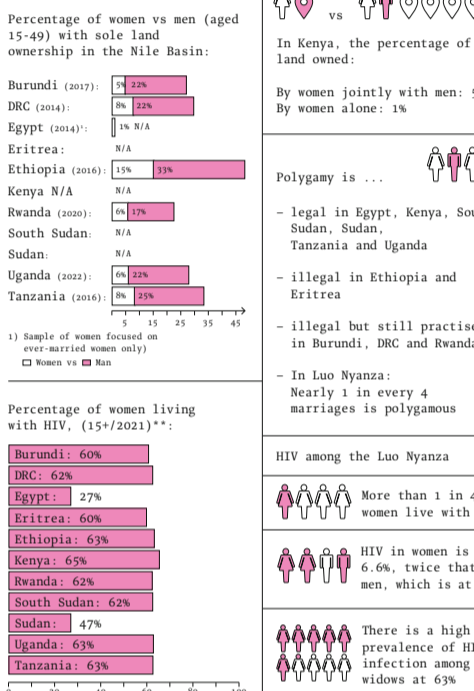 Percentage of women vs men (aged
15-49) with sole land
ownership in the Nile Basin:
Burundi (2017): 5% 22%
DRC (2014): 8% 22%
Egypt (2014)¹: 1% N/A
Eritrea: N/A
Ethiopia (2016): 15% 33%
Kenya N/A N/A
Rwanda (2020): 6% 17%
South Sudan: N/A
Sudan: N/A
Uganda (2022): 6% 22%
Tanzania (2016): 8% 25%
5 15 25 35 45
1) Sample of women focused on
ever-married women only)
Women vs Man
Percentage of women living
with HIV, (15+/2021)**:
Burundi: 60%
DRC: 62%
Egypt: 27%
Eritrea: 60%
Ethiopia: 63%
Kenya: 65%
Rwanda: 62%
South Sudan: 62%
Sudan: 47%
Uganda: 63%
Tanzania: 63%
vs
In Kenya, the percentage of
land owned:
By women jointly with men:
By women alone: 1%
Polygamy is ...
– legal in Egypt, Kenya, Sou
Sudan, Sudan,
Tanzania and Uganda
– illegal in Ethiopia and
Eritrea
– illegal but still practise
in Burundi, DRC and Rwanda
– In Luo Nyanza:
Nearly 1 in every 4
marriages is polygamous
HIV among the Luo Nyanza
More than 1 in 4
women live with
HIV in women is
6.6%, twice that
men, which is at
There is a high
prevalence of HI
infection among
widows at 63%